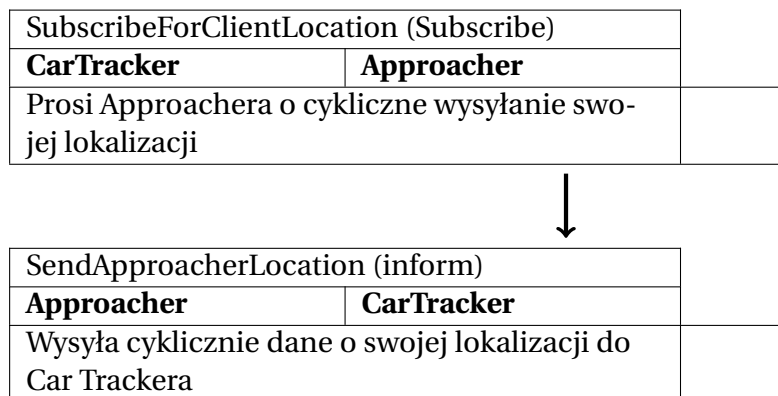 SubscribeForClientLocation (Subscribe)
CarTracker Approacher
Prosi Approachera o cykliczne wysyłanie swo-
jej lokalizacji
SendApproacherLocation (inform)
Approacher CarTracker
Wysyła cyklicznie dane o swojej lokalizacji do
Car Trackera